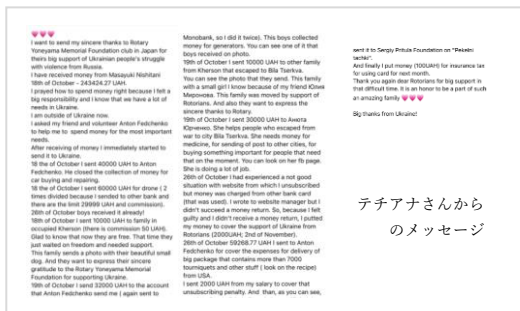 💗💗💗
I want to send my sincere thanks to Rotary
Yoneyama Memorial Foundation club in Japan for
theirs big support of Ukrainian people's struggle
with violence from Russia.
I have received money from Masayuki Nishitani
18th of October - 243434.27 UAH.
I prayed how to spend money right because I felt a
big responsibility and I know that we have a lot of
needs in Ukraine.
I am outside of Ukraine now.
I asked my friend and volunteer Anton Fedchenko
to help me to spend money for the most important
needs.
After receiving of money I immediately started to
send it to Ukraine.
18 the of October I sent 40000 UAH to Anton
Fedchenko. He closed the collection of money for
car buying and repairing.
18 the of October I sent 60000 UAH for drone ( 2
times divided because I sended to other bank and
there are the limit 29999 UAH and commission).
26th of October boys received it already!
18th of October I sent 10000 UAH to family in
occupied Kherson (there is commission 50 UAH).
Glad to know that now they are free. That time they
just waited on freedom and needed support.
This family sends a photo with their beautiful small
dog. And they want to express their sincere
gratitude to the Rotary Yoneyama Memorial
Foundation for supporting Ukraine.
19th of October I send 32000 UAH to the account
that Anton Fedchenko send me ( again sent to
Monobank, so I did it twice). This boys collected
money for generators. You can see one of it that
boys received on photo.
19th of October I sent 10000 UAH to other family
from Kherson that escaped to Bila Tserkva.
You can see the photo that they send. This family
with a small girl I know because of my friend Юлия
Миронова. This family was moved by support of
Rotorians. And also they want to express the
sincere thanks to Rotary.
19th of October I sent 30000 UAH to Анюта
Юрченко. She helps people who escaped from
war to city Bila Tserkva. She needs money for
medicine, for sending of post to other cities, for
buying something important for people that need
that on the moment. You can look on her fb page.
She is doing a lot of job.
26th of October I had experienced a not good
situation with website from which I unsubscribed
but money was charged from other bank card
(that was used). I wrote to website manager but I
didn't succeed a money return. So, because I felt
guilty and I didn't receive a money return, I putted
my money to cover the support of Ukraine from
Rotorians (2000UAH; 2nd of November).
26th of October 59268.77 UAH I sent to Anton
Fedchenko for cover the expenses for delivery of
big package that contains more than 7000
tourniquets and other stuff ( look on the recipe)
from USA.
I sent 2000 UAH from my salary to cover that
unsubscribing penalty. And than, as you can see,
sent it to Sergiy Pritula Foundation on "Pekelni
tachki".
And finally I put money (100UAH) for insurance tax
for using card for next month.
Thank you again dear Rotorians for big support in
that difficult time. It is an honor to be a part of such
an amazing family 💗💗💗
Big thanks from Ukraine!
テチアナさんから
のメッセージ